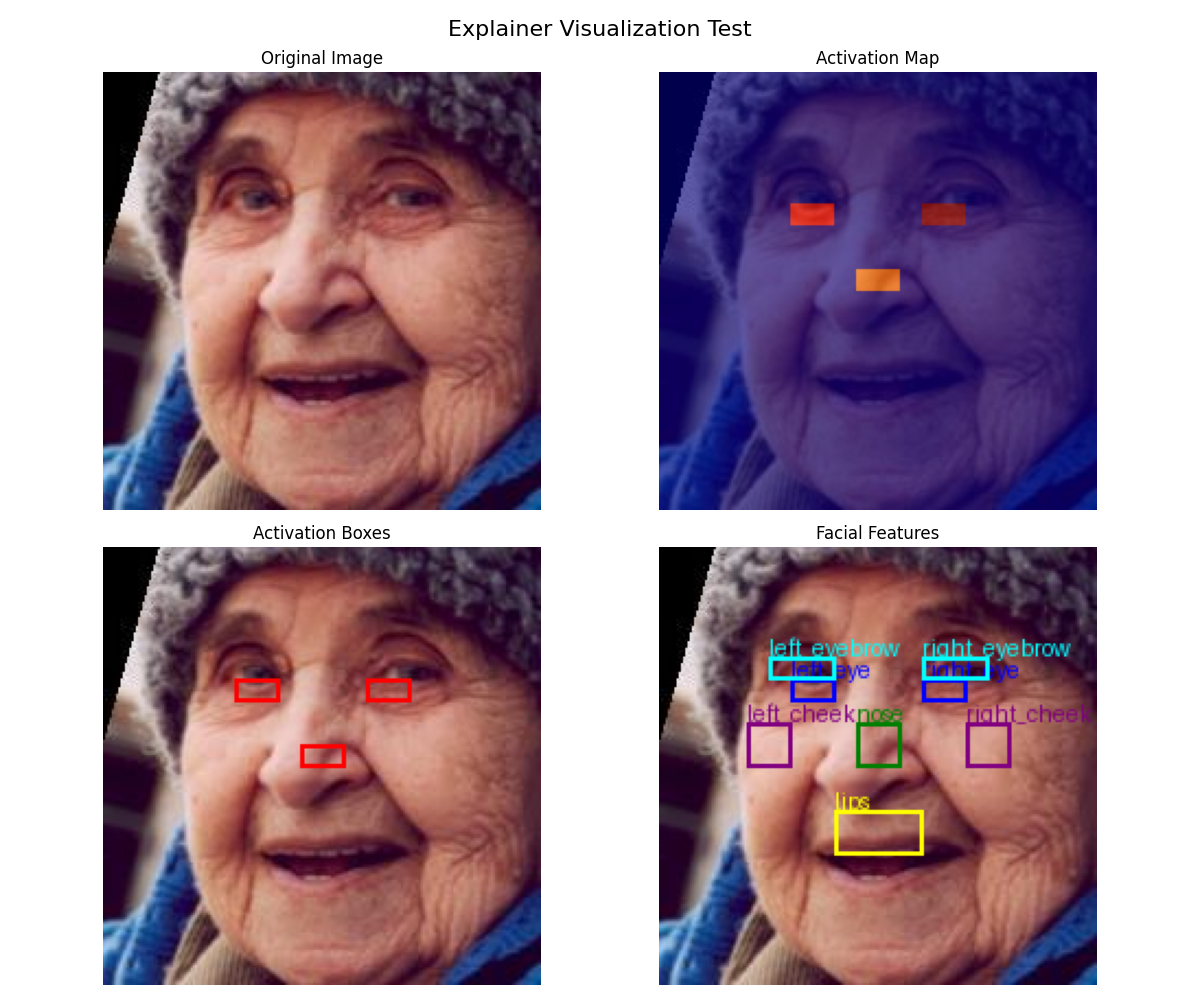 Explainer Visualization Test
Original Image
Activation Map
Activation Boxes
Facial Features
left_eyebrow
right_eyebrow
left_eye
right_eye
left_cheek
nose
right_cheek
lips